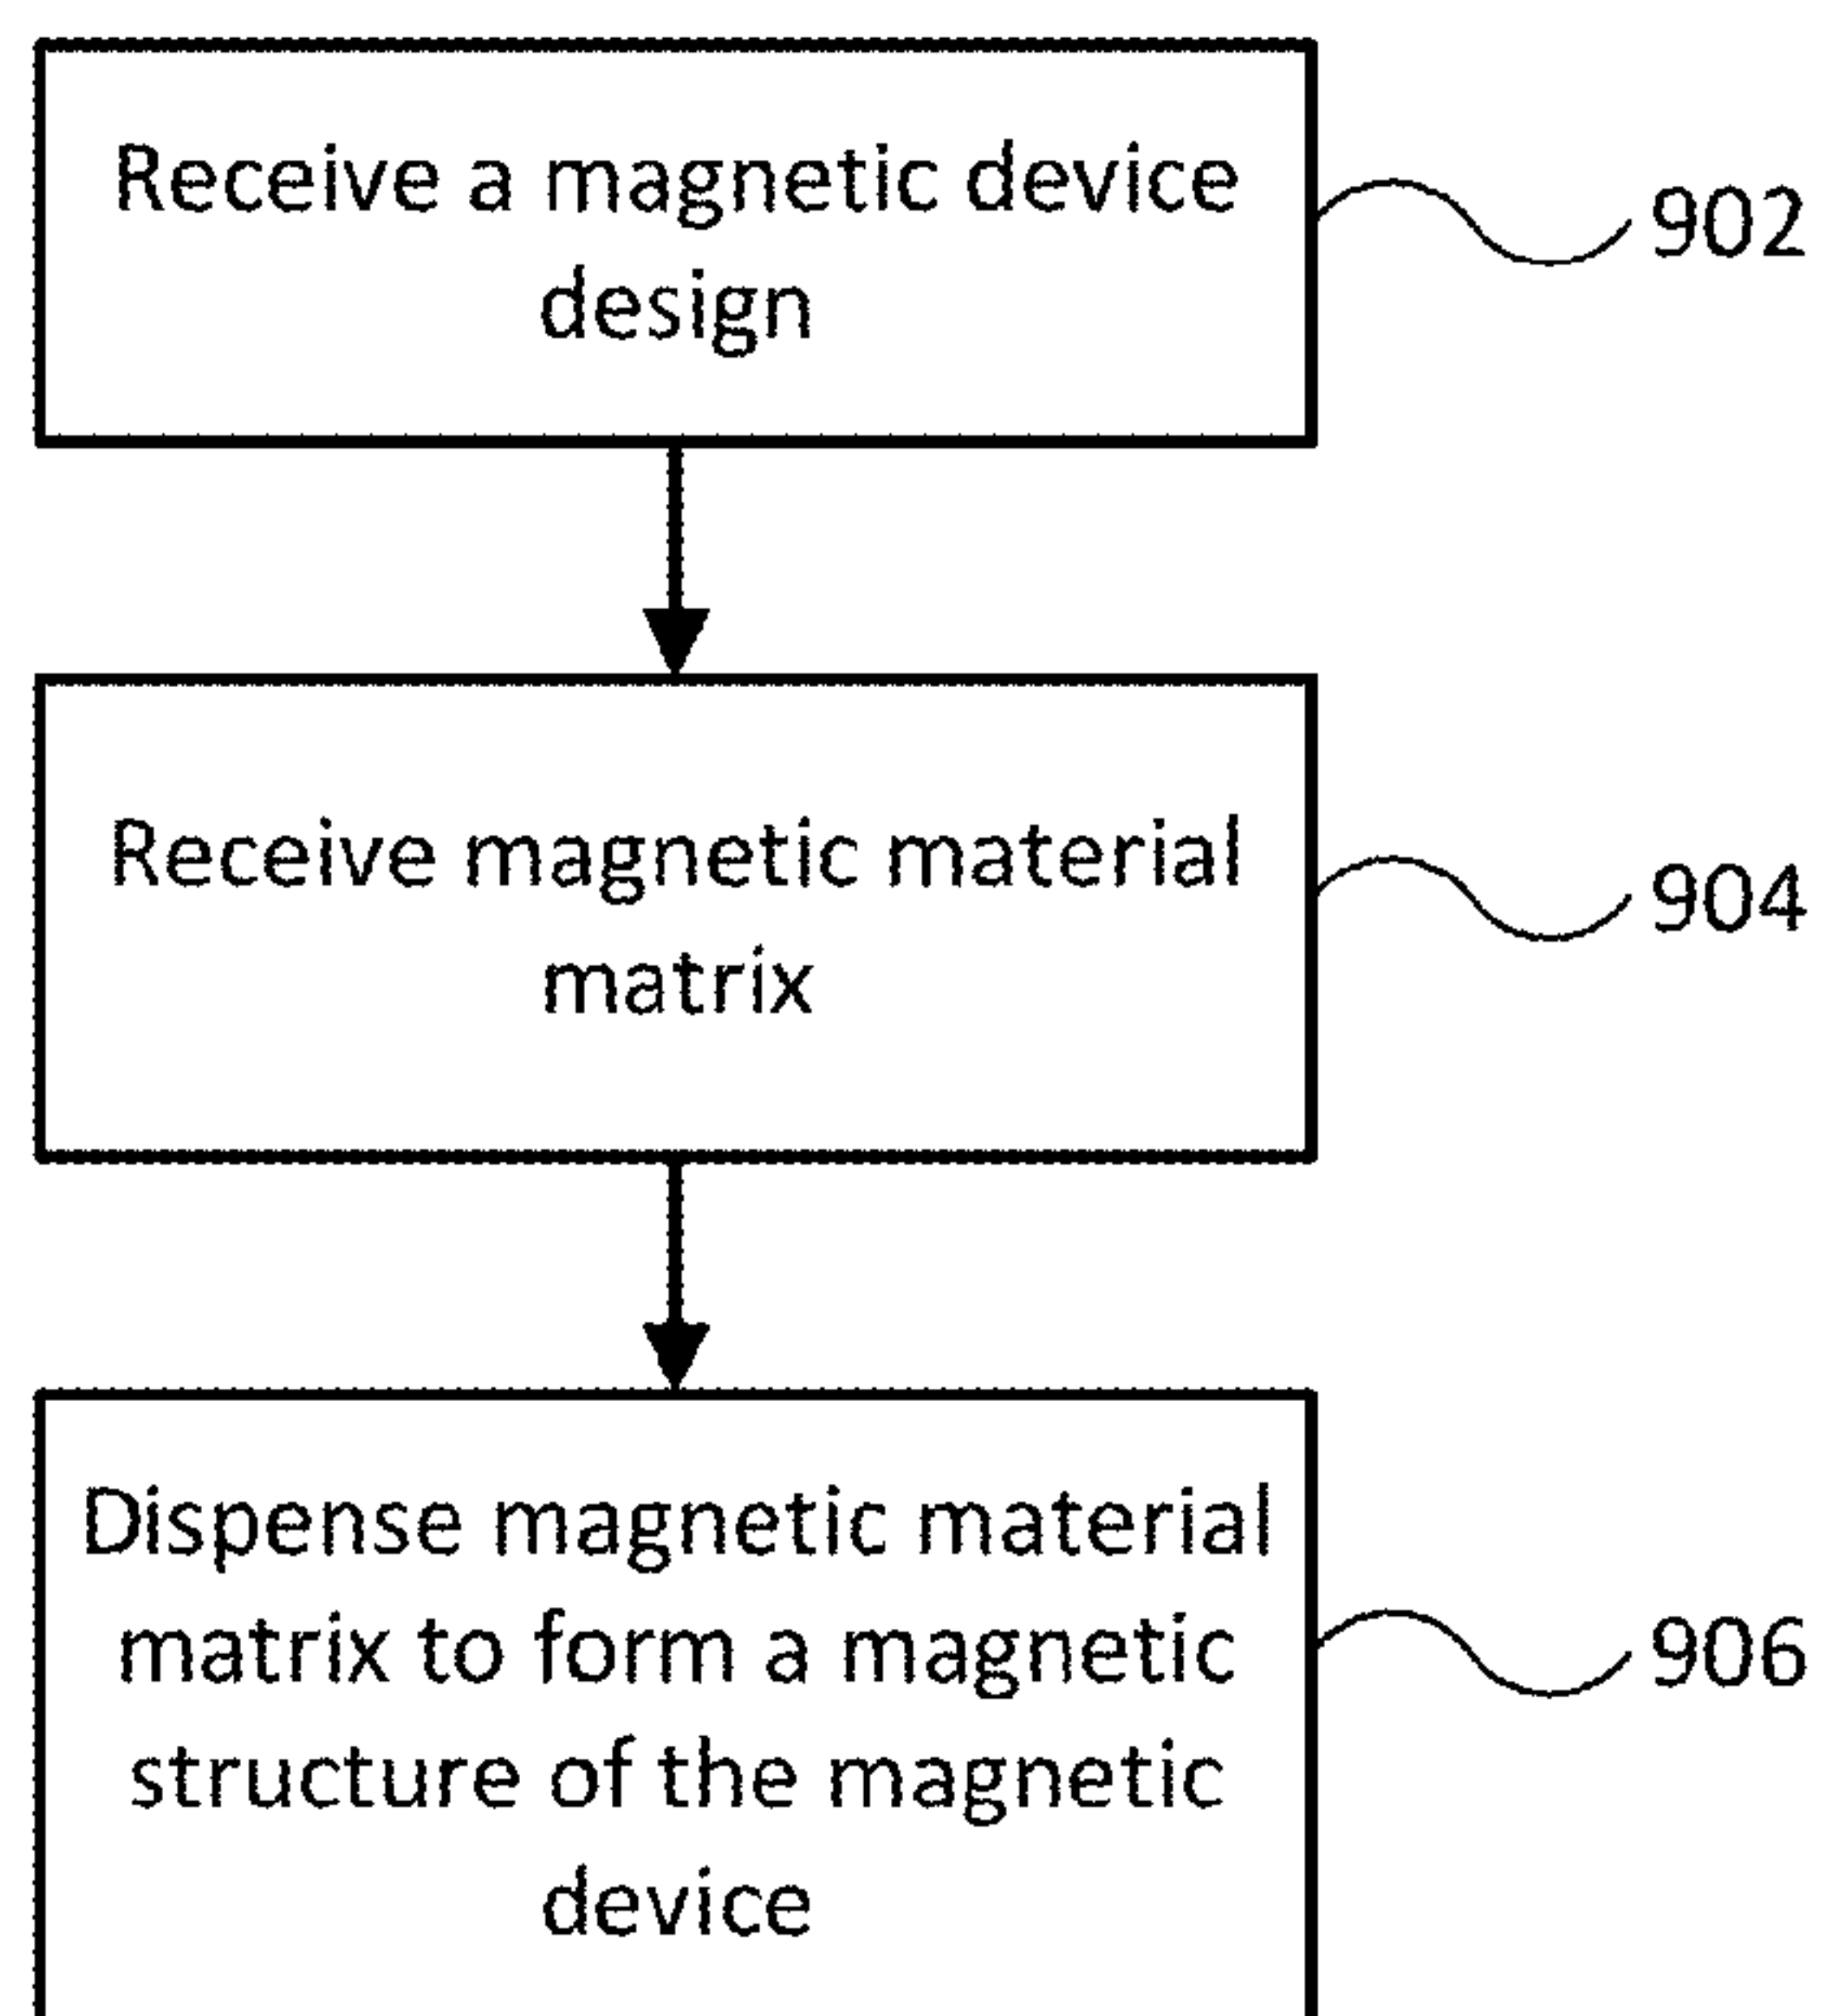 Receive a magnetic device
design
902
Receive magnetic material
matrix
904
Dispense magnetic material
matrix to form a magnetic
structure of the magnetic
device
906